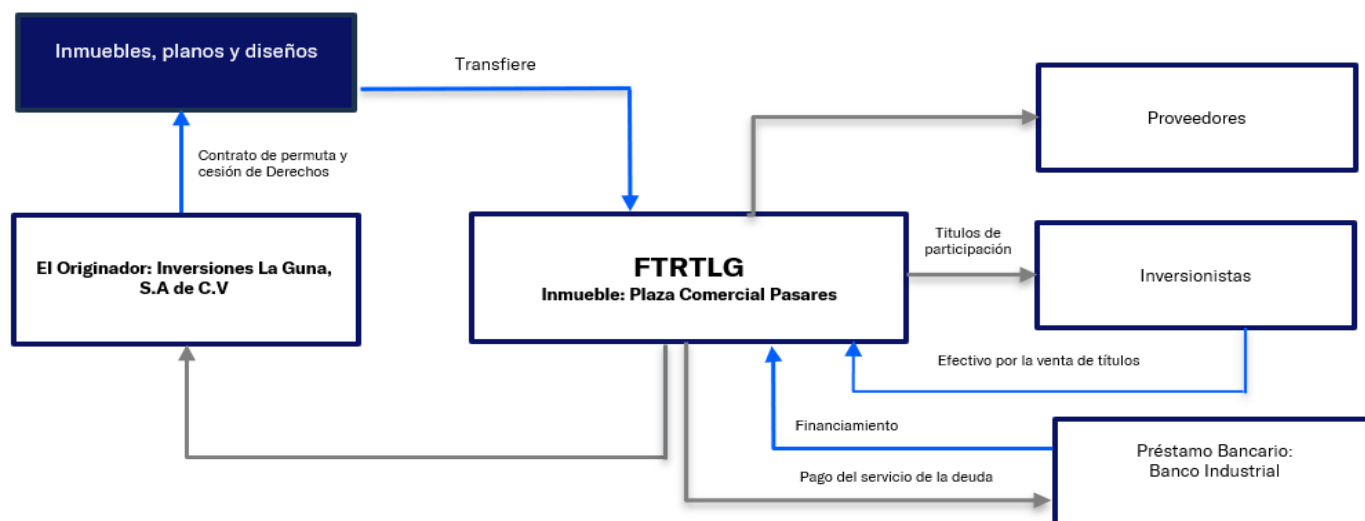 Inmuebles, planos y diseños
Transfiere
Proveedores
Contrato de permuta y
cesión de Derechos
El Originador: Inversiones La Guna,
S.A de C.V
FTRTLG
Inmueble: Plaza Comercial Pasares
Titulos de
participación
Inversionistas
Efectivo por la venta de títulos
Financiamiento
Pago del servicio de la deuda
Préstamo Bancario:
Banco Industrial